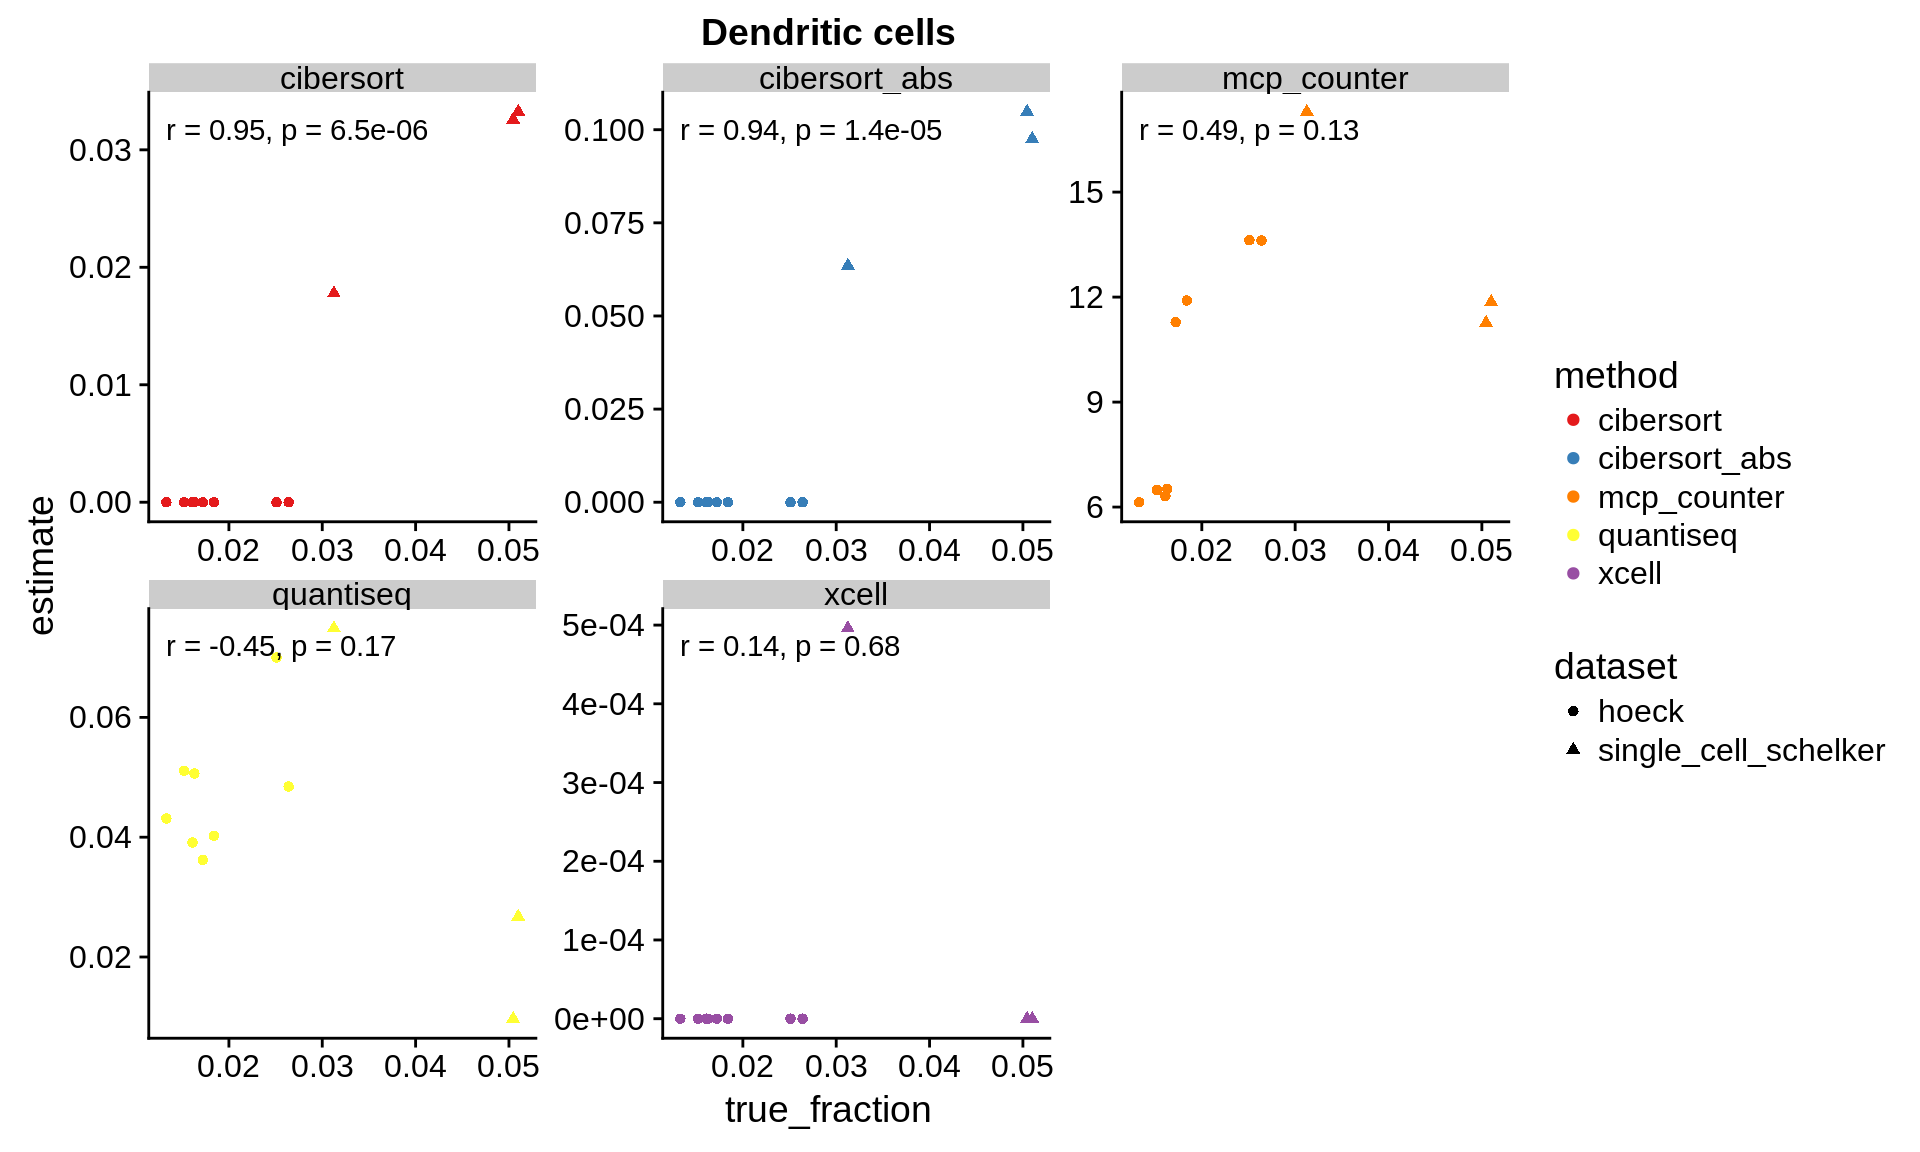 Dendritic cells
cibersort
cibersort_abs
mcp_counter
r = 0.95, p = 6.5e-06
r = 0.94, p = 1.4e-05
r = 0.49, p = 0.13
0.03
0.02
0.01
0.00
0.100
0.075
0.050
0.025
0.000
15
12
9
6
0.02 0.03 0.04 0.05
0.02 0.03 0.04 0.05
0.02 0.03 0.04 0.05
quantiseq
xcell
r = -0.45, p = 0.17
r = 0.14, p = 0.68
0.06
0.04
0.02
5e-04
4e-04
3e-04
2e-04
1e-04
0e+00
0.02 0.03 0.04 0.05
0.02 0.03 0.04 0.05
estimate
true_fraction
method
cibersort
cibersort_abs
mcp_counter
quantiseq
xcell
dataset
hoeck
single_cell_schelker